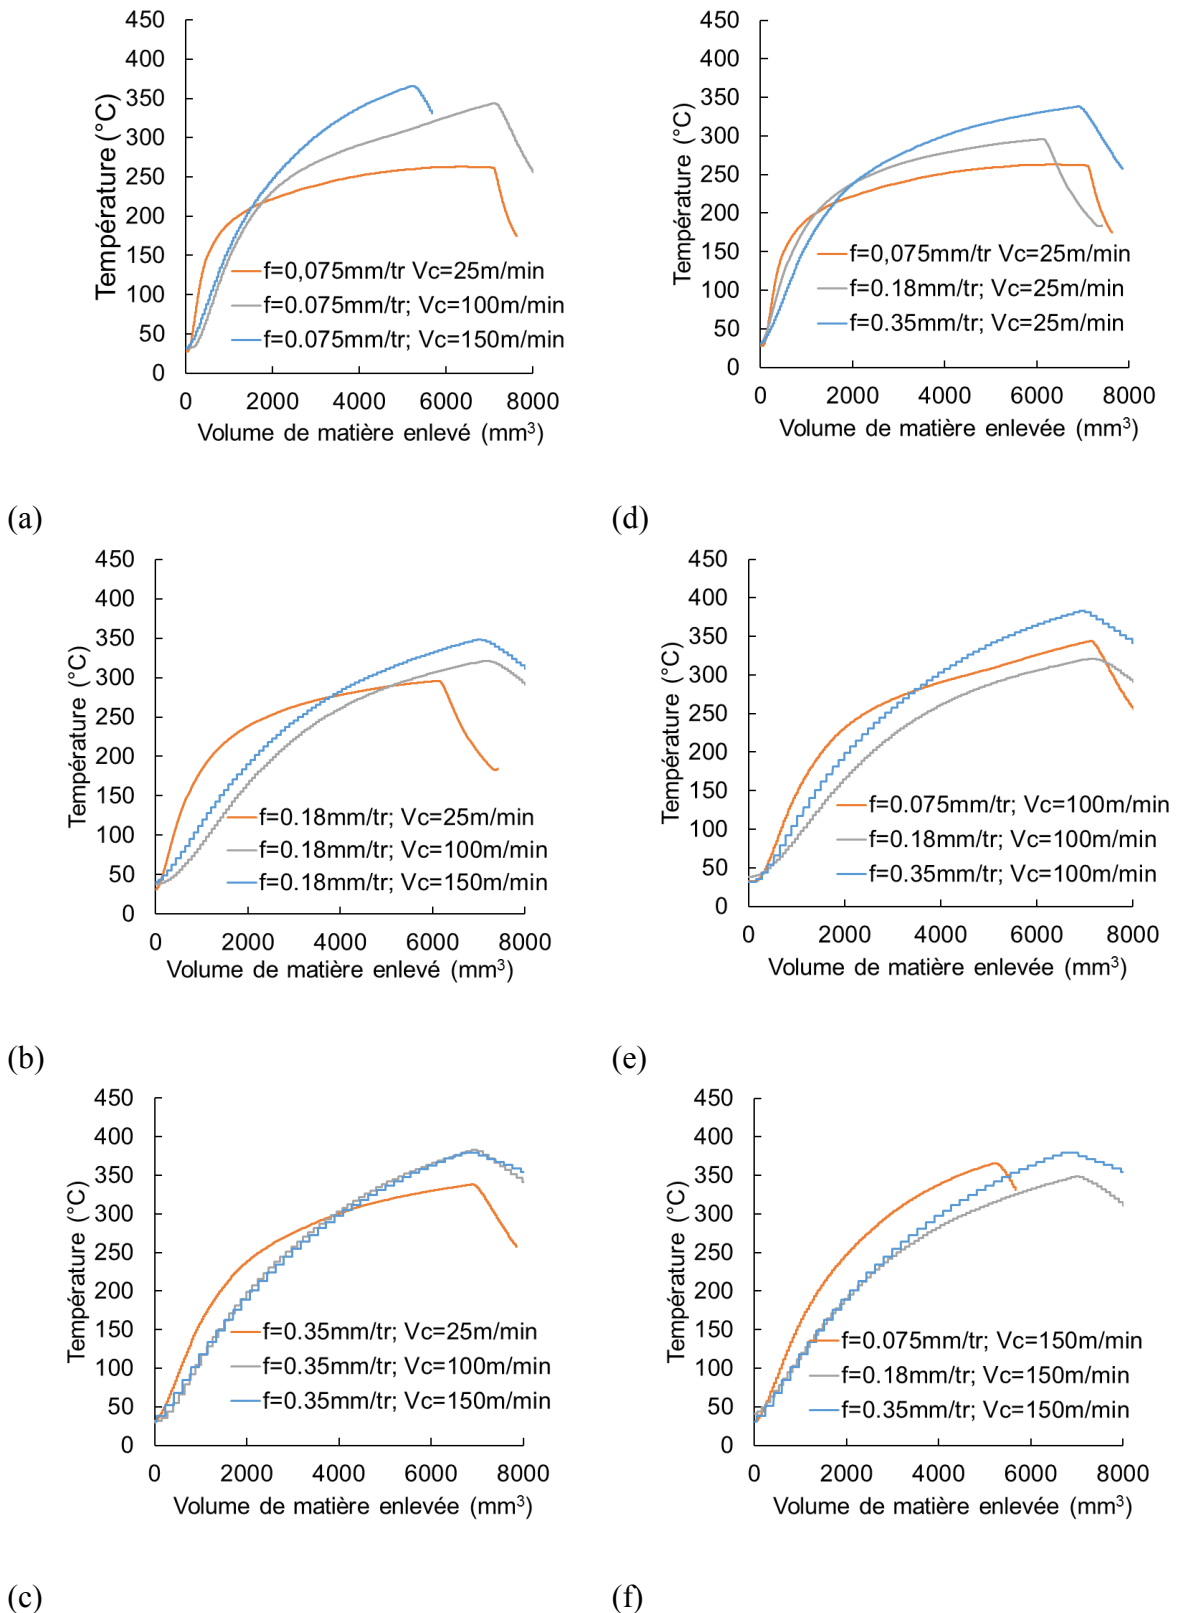 450
400
350
300
250
200
150
100
50
0
Température (°C)
f=0,075mm/tr Vc=25m/min
f=0.075mm/tr; Vc=100m/min
f=0.075mm/tr; Vc=150m/min
0 2000 4000 6000 8000
Volume de matière enlevé (mm³)
(a)
450
400
350
300
250
200
150
100
50
0
Température (°C)
f=0,075mm/tr Vc=25m/min
f=0.18mm/tr; Vc=25m/min
f=0.35mm/tr; Vc=25m/min
0 2000 4000 6000 8000
Volume de matière enlevée (mm³)
(d)
450
400
350
300
250
200
150
100
50
0
Température (°C)
f=0.18mm/tr; Vc=25m/min
f=0.18mm/tr; Vc=100m/min
f=0.18mm/tr; Vc=150m/min
0 2000 4000 6000 8000
Volume de matière enlevé (mm³)
(b)
450
400
350
300
250
200
150
100
50
0
Température (°C)
f=0.075mm/tr; Vc=100m/min
f=0.18mm/tr; Vc=100m/min
f=0.35mm/tr; Vc=100m/min
0 2000 4000 6000 8000
Volume de matière enlevée (mm³)
(e)
450
400
350
300
250
200
150
100
50
0
Température (°C)
f=0.35mm/tr; Vc=25m/min
f=0.35mm/tr; Vc=100m/min
f=0.35mm/tr; Vc=150m/min
0 2000 4000 6000 8000
Volume de matière enlevée (mm³)
(c)
450
400
350
300
250
200
150
100
50
0
Température (°C)
f=0.075mm/tr; Vc=150m/min
f=0.18mm/tr; Vc=150m/min
f=0.35mm/tr; Vc=150m/min
0 2000 4000 6000 8000
Volume de matière enlevée (mm³)
(f)